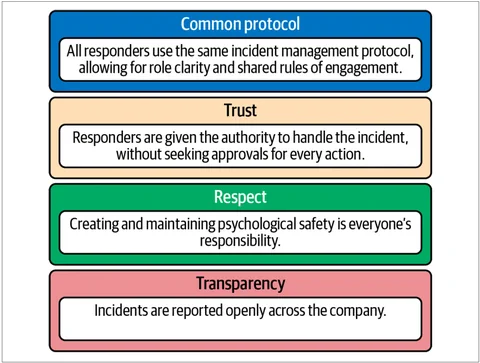 Common protocol
All responders use the same incident management protocol,
allowing for role clarity and shared rules of engagement.
Trust
Responders are given the authority to handle the incident,
without seeking approvals for every action.
Respect
Creating and maintaining psychological safety is everyone's
responsibility.
Transparency
Incidents are reported openly across the company.